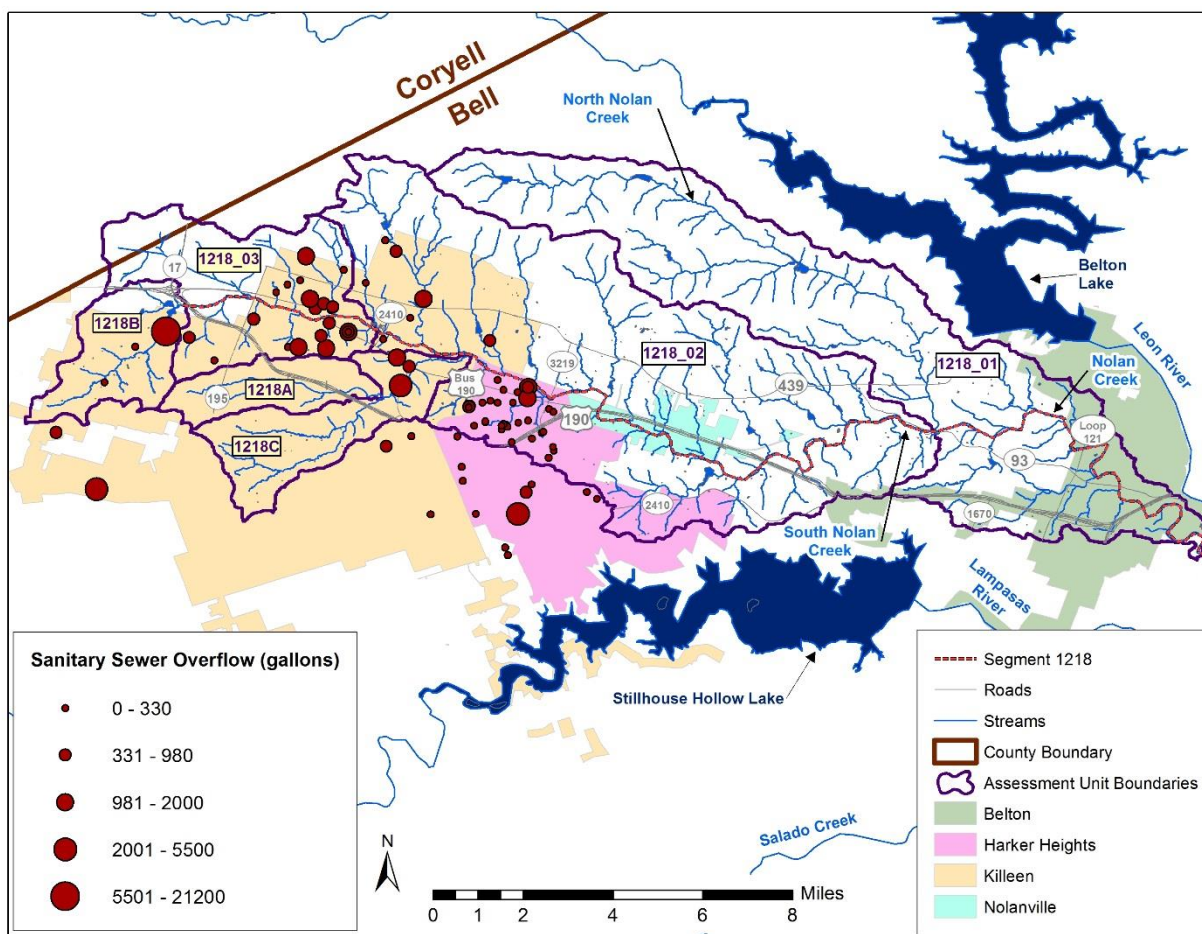 Coryell
Bell
North Nolan
Creek
1218_03
17
Belton
Lake
1218B
2410
Leon River
3219
1218_02
1218_01
Nolan
Creek
Bus
190
439
195
1218A
190
Loop
121
1218C
93
2410
1670
South Nolan
Creek
Lampasas
River
Stillhouse Hollow Lake
Salado Creek
Sanitary Sewer Overflow (gallons)
0 - 330
331 - 980
981 - 2000
2001 - 5500
5501 - 21200
N
Miles
0 1 2 4 6 8
Segment 1218
Roads
Streams
County Boundary
Assessment Unit Boundaries
Belton
Harker Heights
Killeen
Nolanville